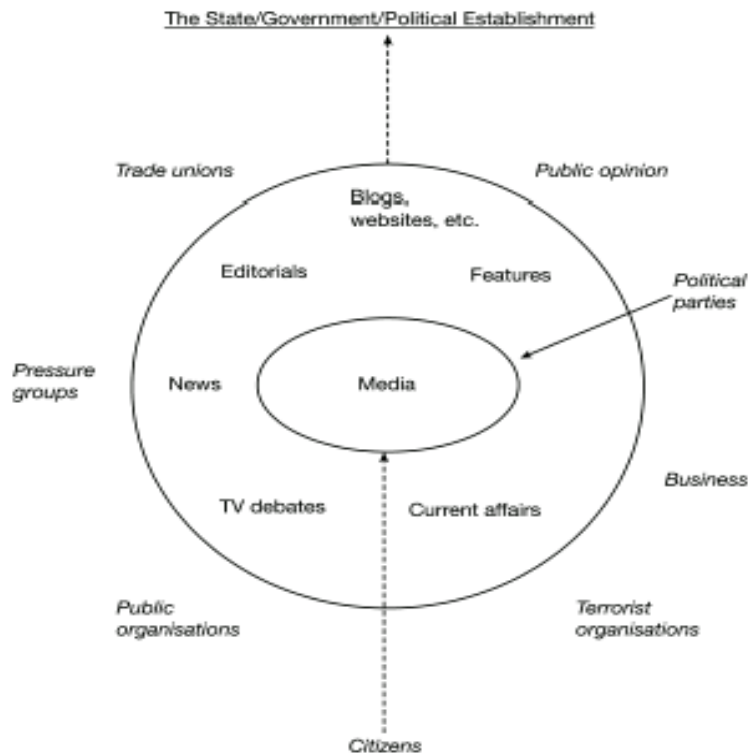 The State/Government/Political Establishment
Trade unions
Public opinion
Blogs,
websites, etc.
Editorials
Features
Political
parties
Pressure
groups
News
Media
Business
TV debates
Current affairs
Public
organisations
Terrorist
organisations
Citizens